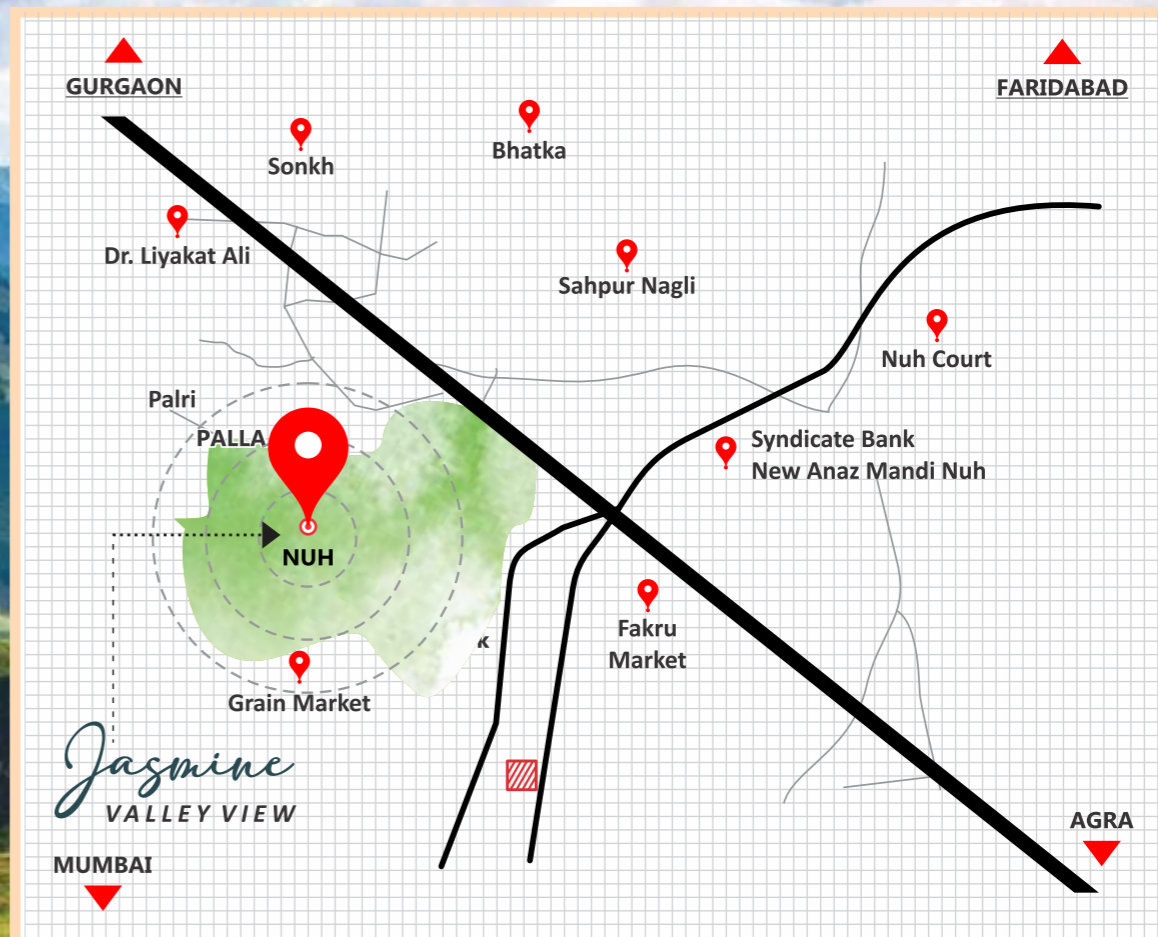 GURGAON
FARIDABAD
Sonkh
Bhatka
Dr. Liyakat Ali
Sahpur Nagli
Nuh Court
Palri
PALLA
Syndicate Bank
New Anaz Mandi Nuh
NUH
Fakru
Market
k
Grain Market
Jasmine
VALLEY VIEW
AGRA
MUMBAI